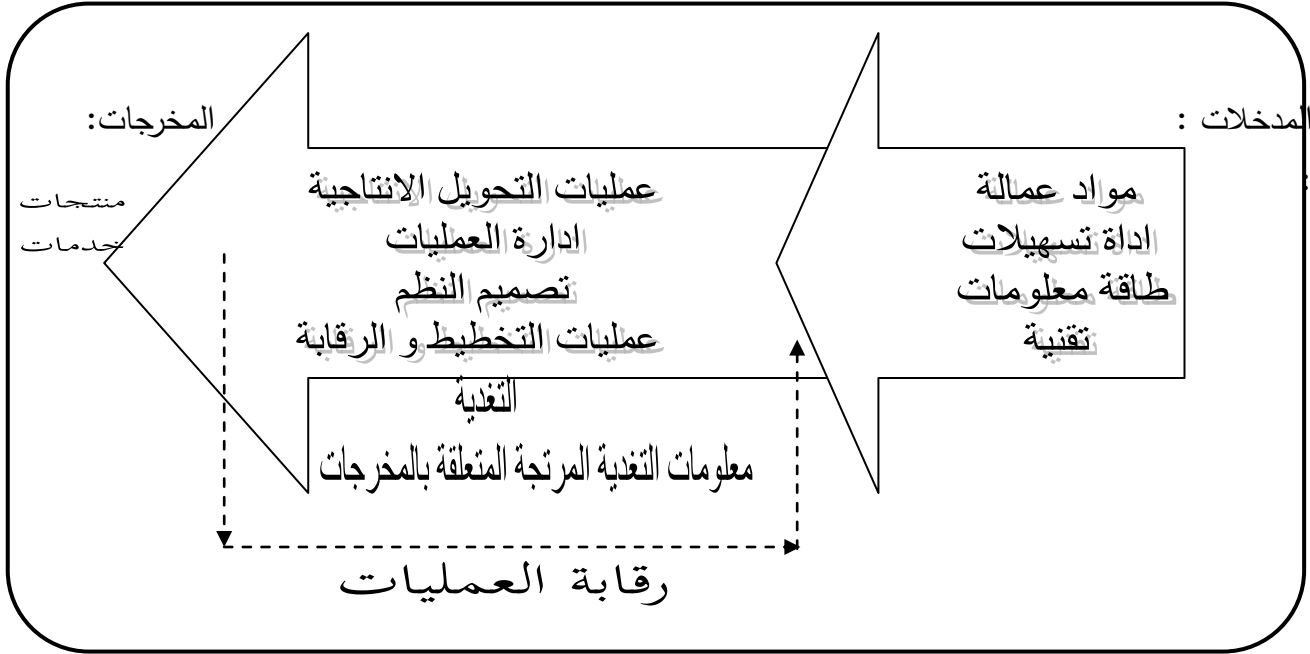 المدخلات :
مواد عمالة
اداة تسهيلات
طاقة معلومات
تقنية
عمليات التحويل الانتاجية
ادارة العمليات
تصميم النظم
عمليات التخطيط و الرقابة
التغدية
معلومات التغدية المرتجة المتعلقة بالمخرجات
رقابة العمليات
المخرجات:
منتجات
خدمات